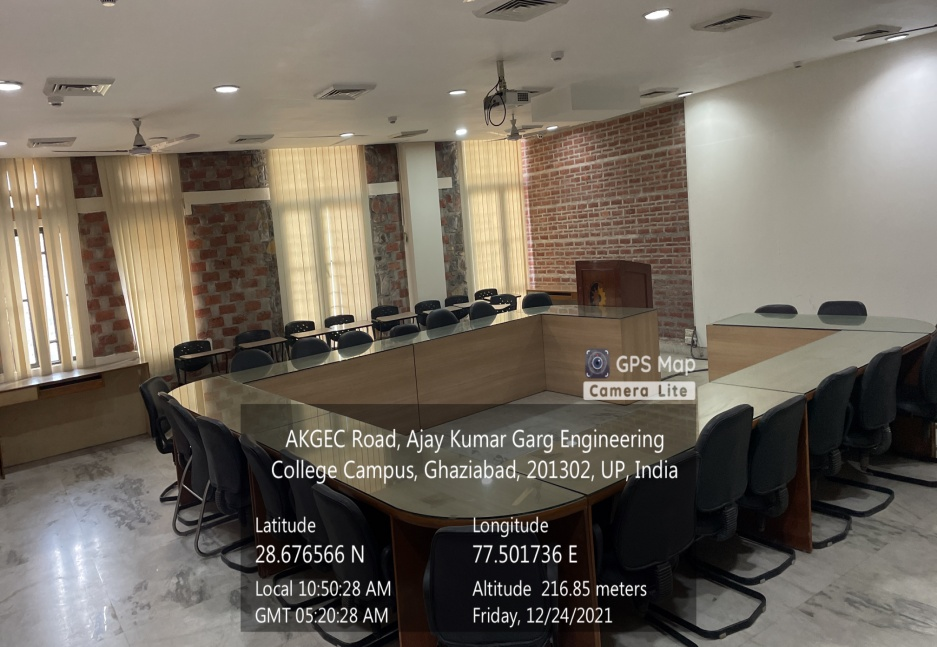 GPS Map
Camera Lite
AKGEC Road, Ajay Kumar Garg Engineering
College Campus, Ghaziabad, 201302, UP, India
Latitude
28.676566 N
Longitude
77.501736 E
Local 10:50:28 AM
GMT 05:20:28 AM
Altitude 216.85 meters
Friday, 12/24/2021